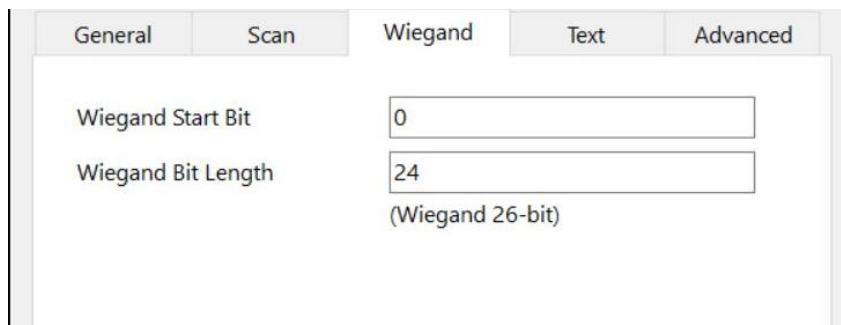 General Scan Wiegand Text Advanced
Wiegand Start Bit 0
Wiegand Bit Length 24
(Wiegand 26-bit)